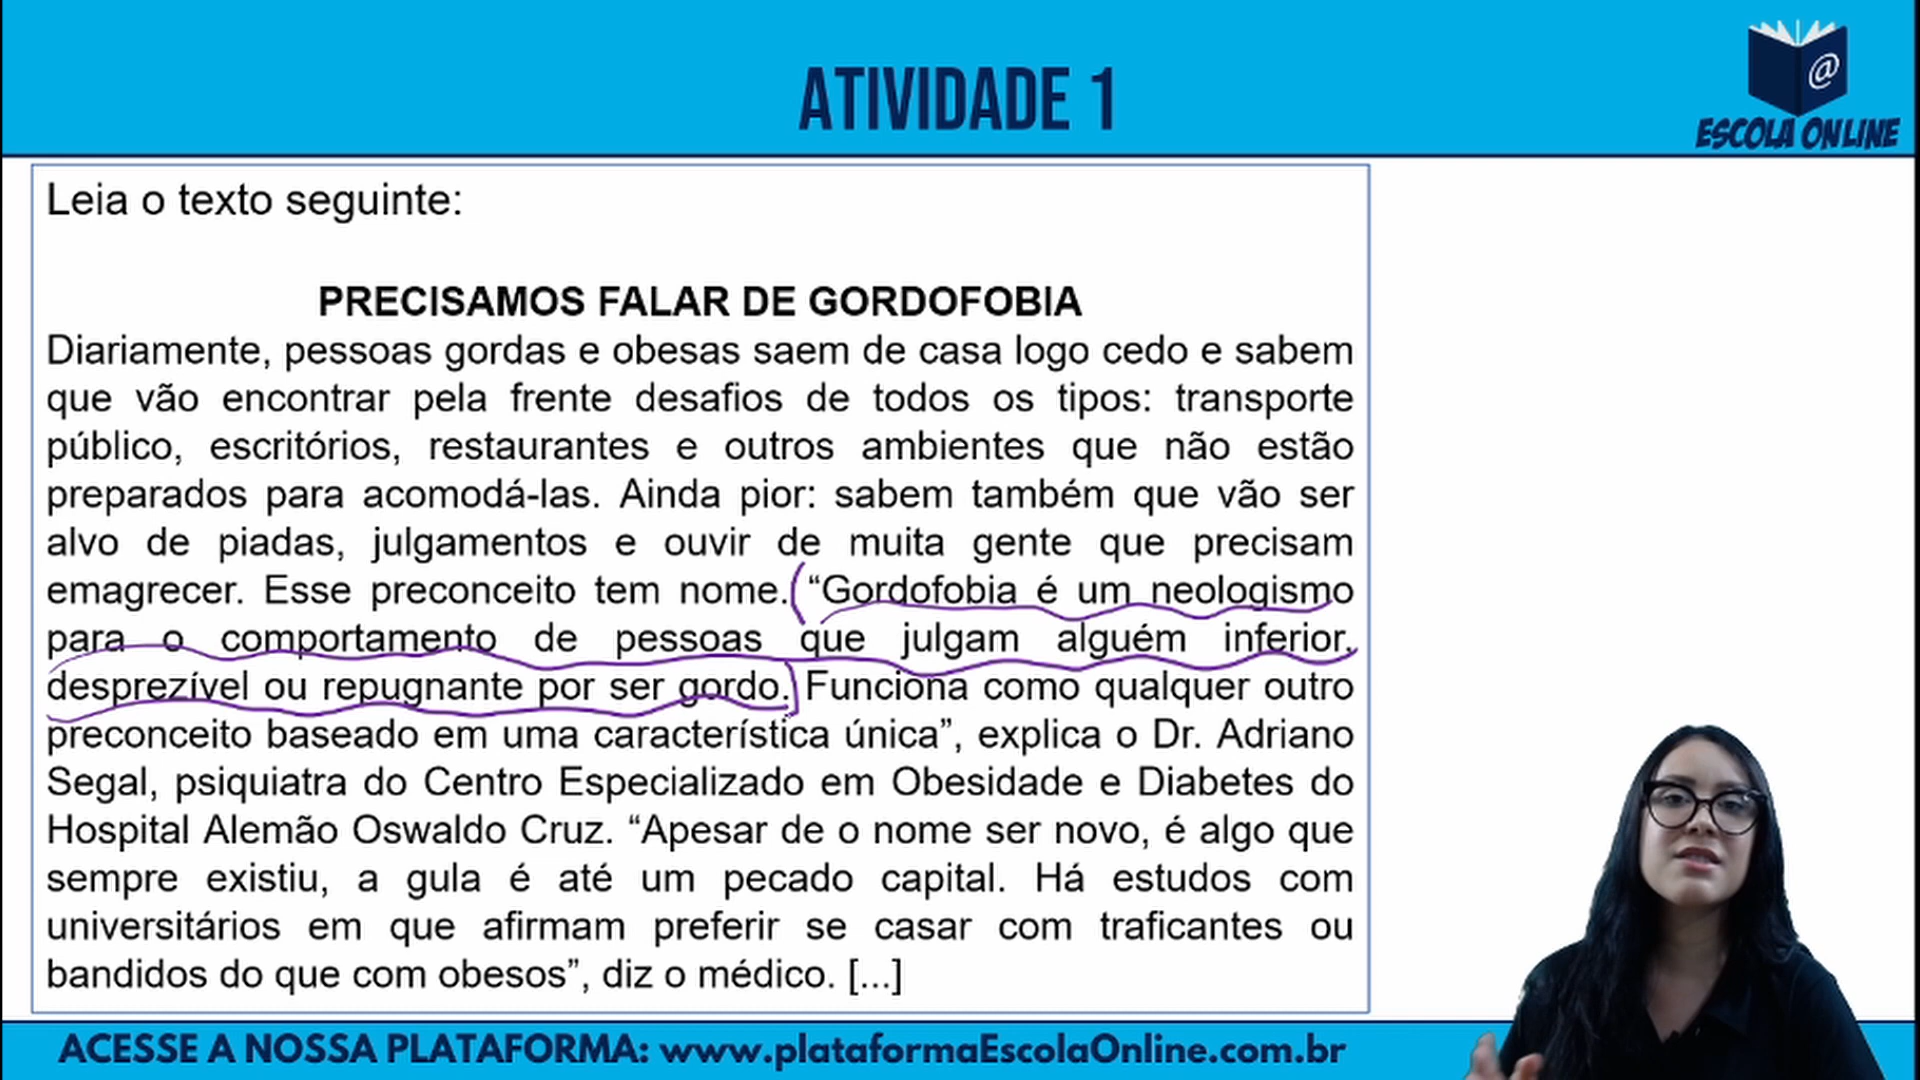 ATIVIDADE 1
@
ESCOLA ONLINE
Leia o texto seguinte:
PRECISAMOS FALAR DE GORDOFOBIA
Diariamente, pessoas gordas e obesas saem de casa logo cedo e sabem
que vão encontrar pela frente desafios de todos os tipos: transporte
público, escritórios, restaurantes e outros ambientes que não estão
preparados para acomodá-las. Ainda pior: sabem também que vão ser
alvo de piadas, julgamentos e ouvir de muita gente que precisam
emagrecer. Esse preconceito tem nome. “Gordofobia é um neologismo
para o comportamento de pessoas que julgam alguém inferior,
desprezível ou repugnante por ser gordo. Funciona como qualquer outro
preconceito baseado em uma característica única”, explica o Dr. Adriano
Segal, psiquiatra do Centro Especializado em Obesidade e Diabetes do
Hospital Alemão Oswaldo Cruz. “Apesar de o nome ser novo, é algo que
sempre existiu, a gula é até um pecado capital. Há estudos com
universitários em que afirmam preferir se casar com traficantes ou
bandidos do que com obesos”, diz o médico. [...]
ACESSE A NOSSA PLATAFORMA: www.plataformaEscolaOnline.com.br